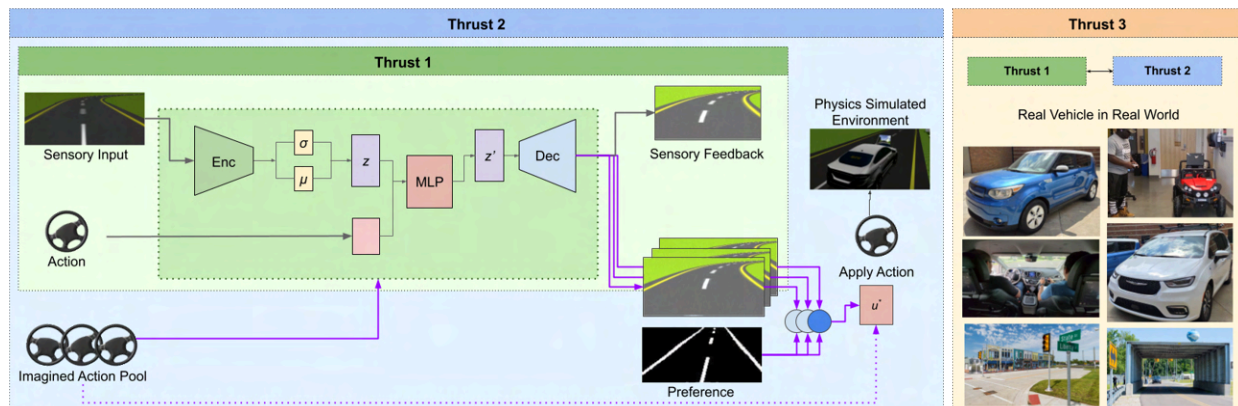 Thrust 2
Thrust 1
Sensory Input
Enc
σ
μ
z
MLP
z'
Dec
Sensory Feedback
Action
Physics Simulated
Environment
Apply Action
u*
Imagined Action Pool
Preference
Thrust 3
Thrust 1
Thrust 2
Real Vehicle in Real World